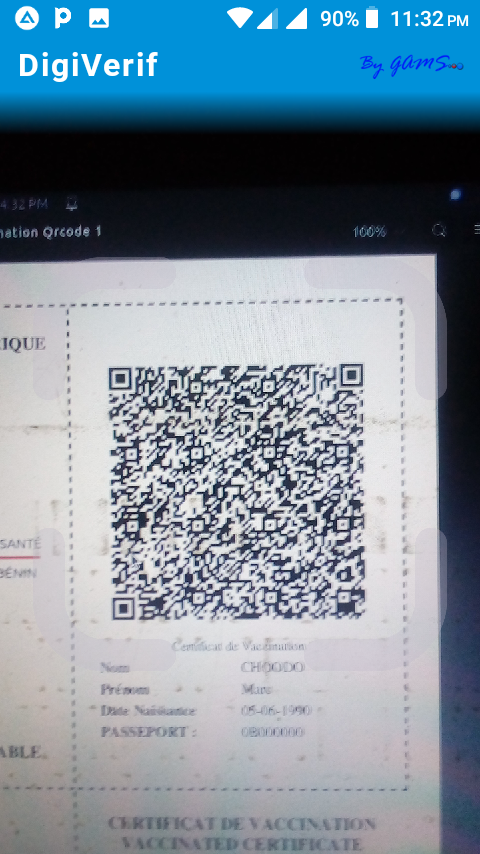 90% 11:32 PM
DigiVerif
By gams
4:32 PM
nation Qrcode 1
100%
IQUE
SANTÉ
BÉNIN
Certificat de Vaccination
Nom CHOODO
Prénom Marc
Date Naissance 05-06-1990
PASSEPORT : 0B000000
ABLE.
CERTIFICAT DE VACCINATION
VACCINATED CERTIFICATE